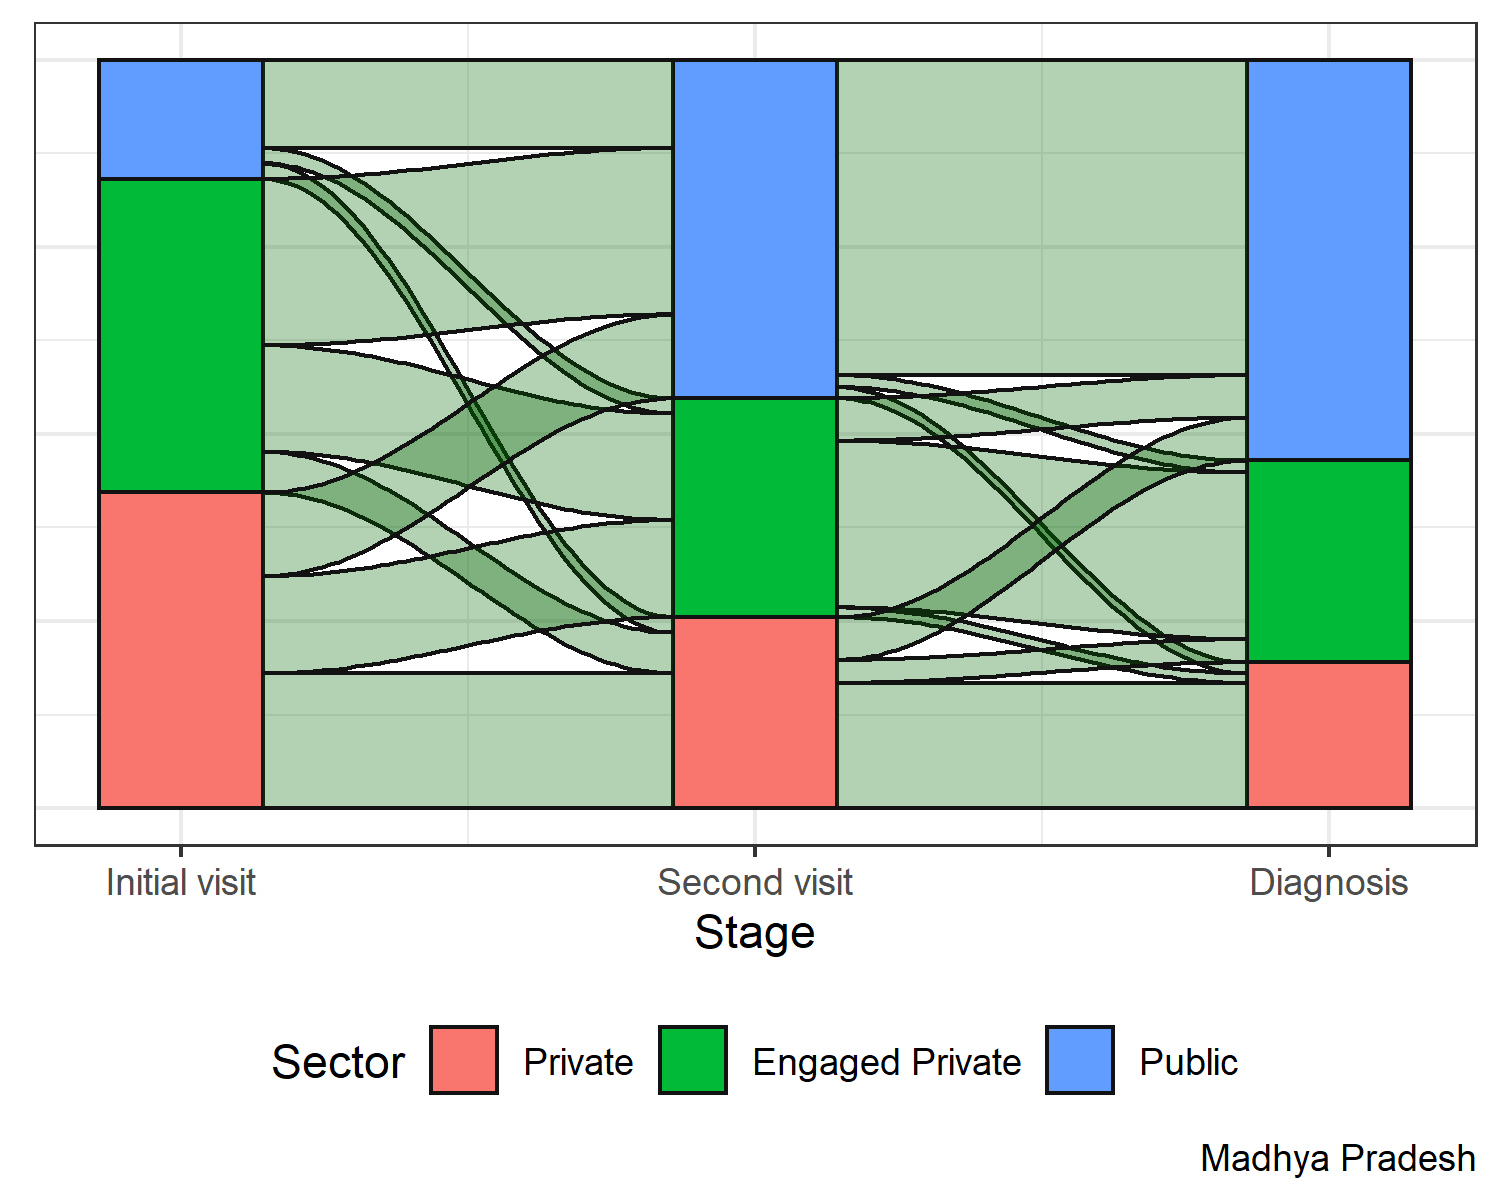 Initial visit Second visit Diagnosis
Stage
Sector Private Engaged Private Public
Madhya Pradesh